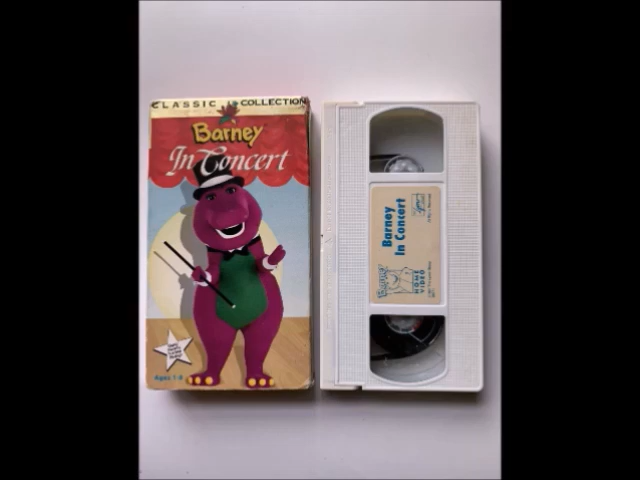 CLASSIC COLLECTION
Barney
In Concert
Ages 1-8
Barney
In Concert
Barney
HOME
VIDEO